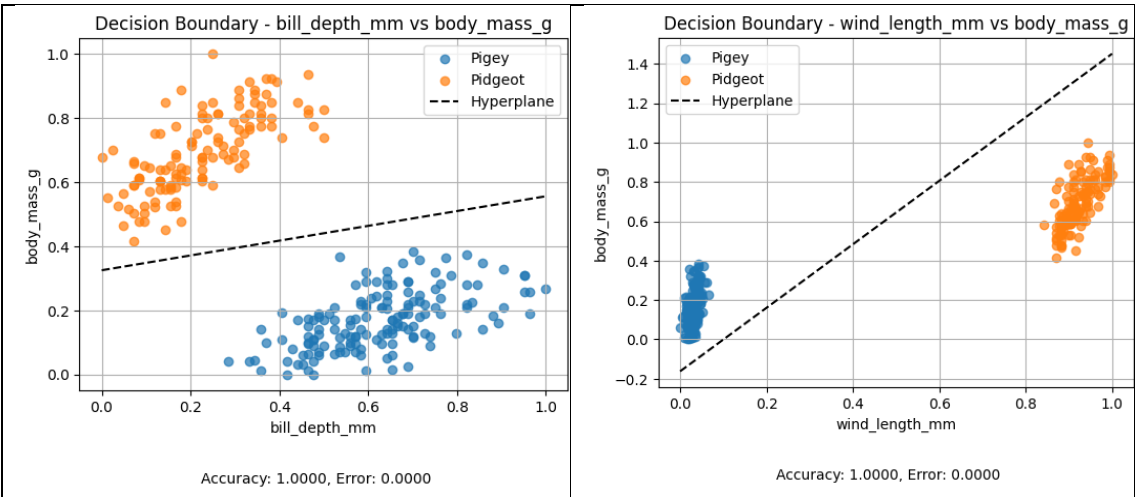 Decision Boundary - bill_depth_mm vs body_mass_g
Pigey
Pidgeot
Hyperplane
body_mass_g
1.0
0.8
0.6
0.4
0.2
0.0
0.0 0.2 0.4 0.6 0.8 1.0
bill_depth_mm
Accuracy: 1.0000, Error: 0.0000
Decision Boundary - wind_length_mm vs body_mass_g
Pigey
Pidgeot
Hyperplane
body_mass_g
1.4
1.2
1.0
0.8
0.6
0.4
0.2
0.0
−0.2
0.0 0.2 0.4 0.6 0.8 1.0
wind_length_mm
Accuracy: 1.0000, Error: 0.0000